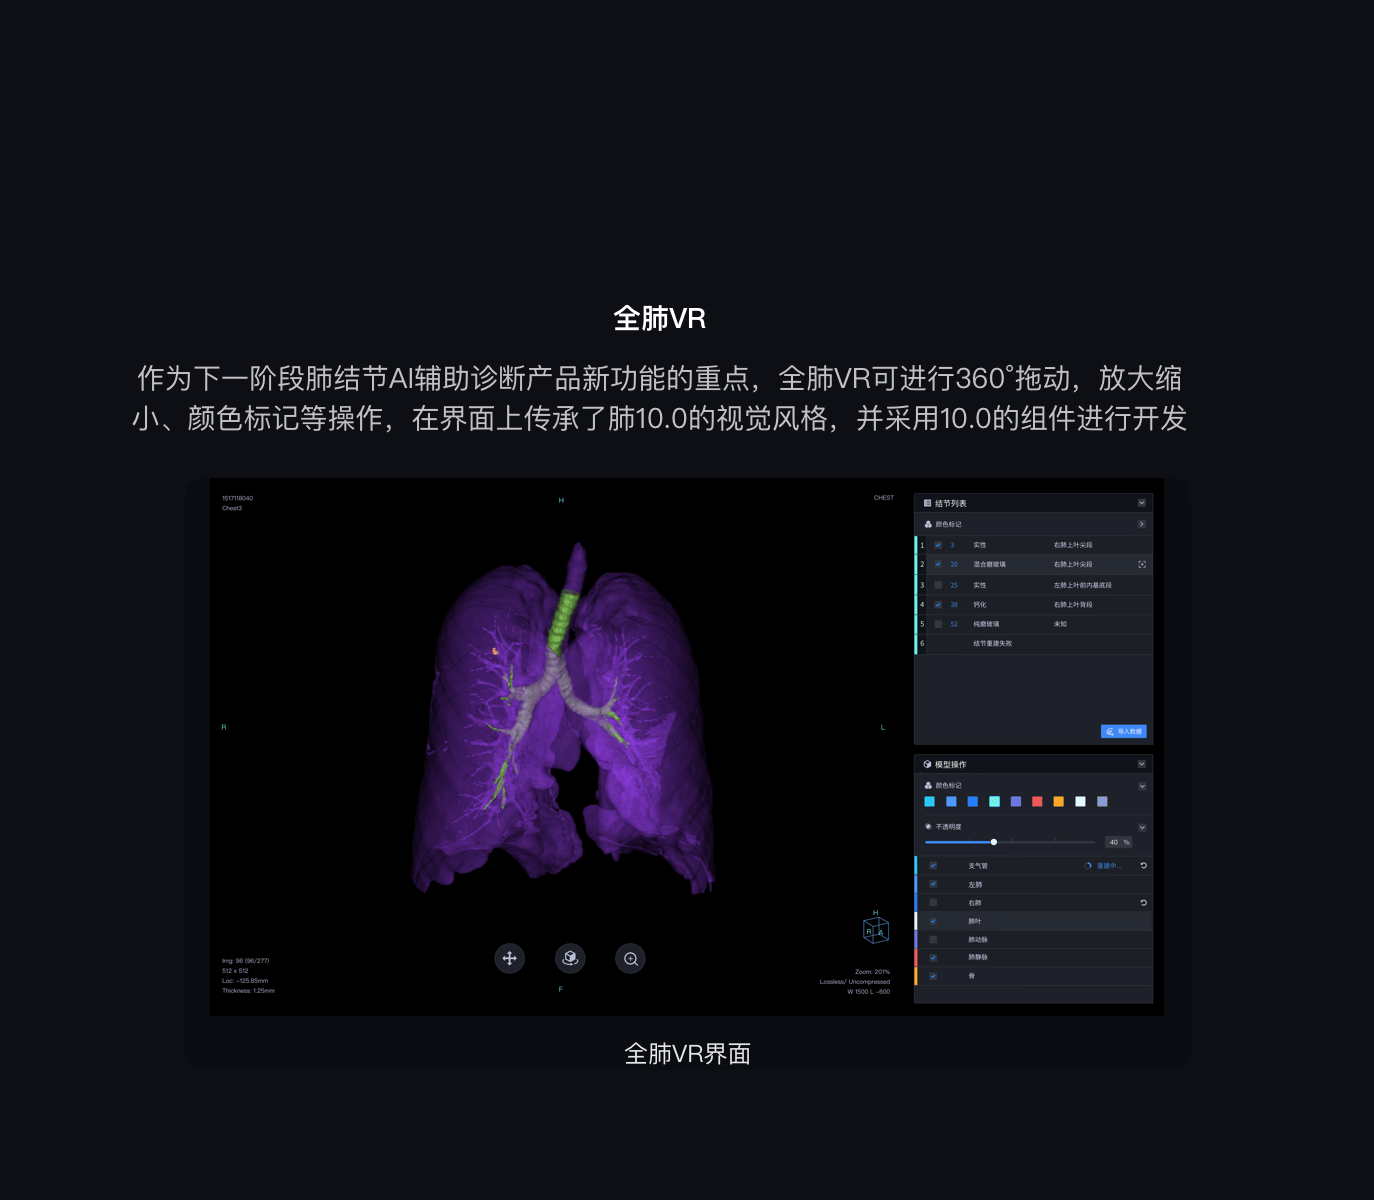 全肺VR
作为下一阶段肺结节AI辅助诊断产品新功能的重点，全肺VR可进行360°拖动，放大缩
小、颜色标记等操作，在界面上传承了肺10.0的视觉风格，并采用10.0的组件进行开发
1517118040
Chest3
H
CHEST
R
L
F
H
R A
Img: 96 (96/277)
512 x 512
Loc: -125.85mm
Thickness: 1.25mm
Zoom: 201%
Lossless/ Uncompressed
W 1500 L -600
结节列表
颜色标记
1 3 实性 右肺上叶尖段
2 20 混合磨玻璃 右肺上叶尖段
3 25 实性 左肺上叶前内基底段
4 38 钙化 右肺上叶背段
5 52 纯磨玻璃 未知
6 结节重建失败
导入数据
模型操作
颜色标记
不透明度
40 %
支气管 重建中...
左肺
右肺
肺叶
肺动脉
肺静脉
骨
全肺VR界面